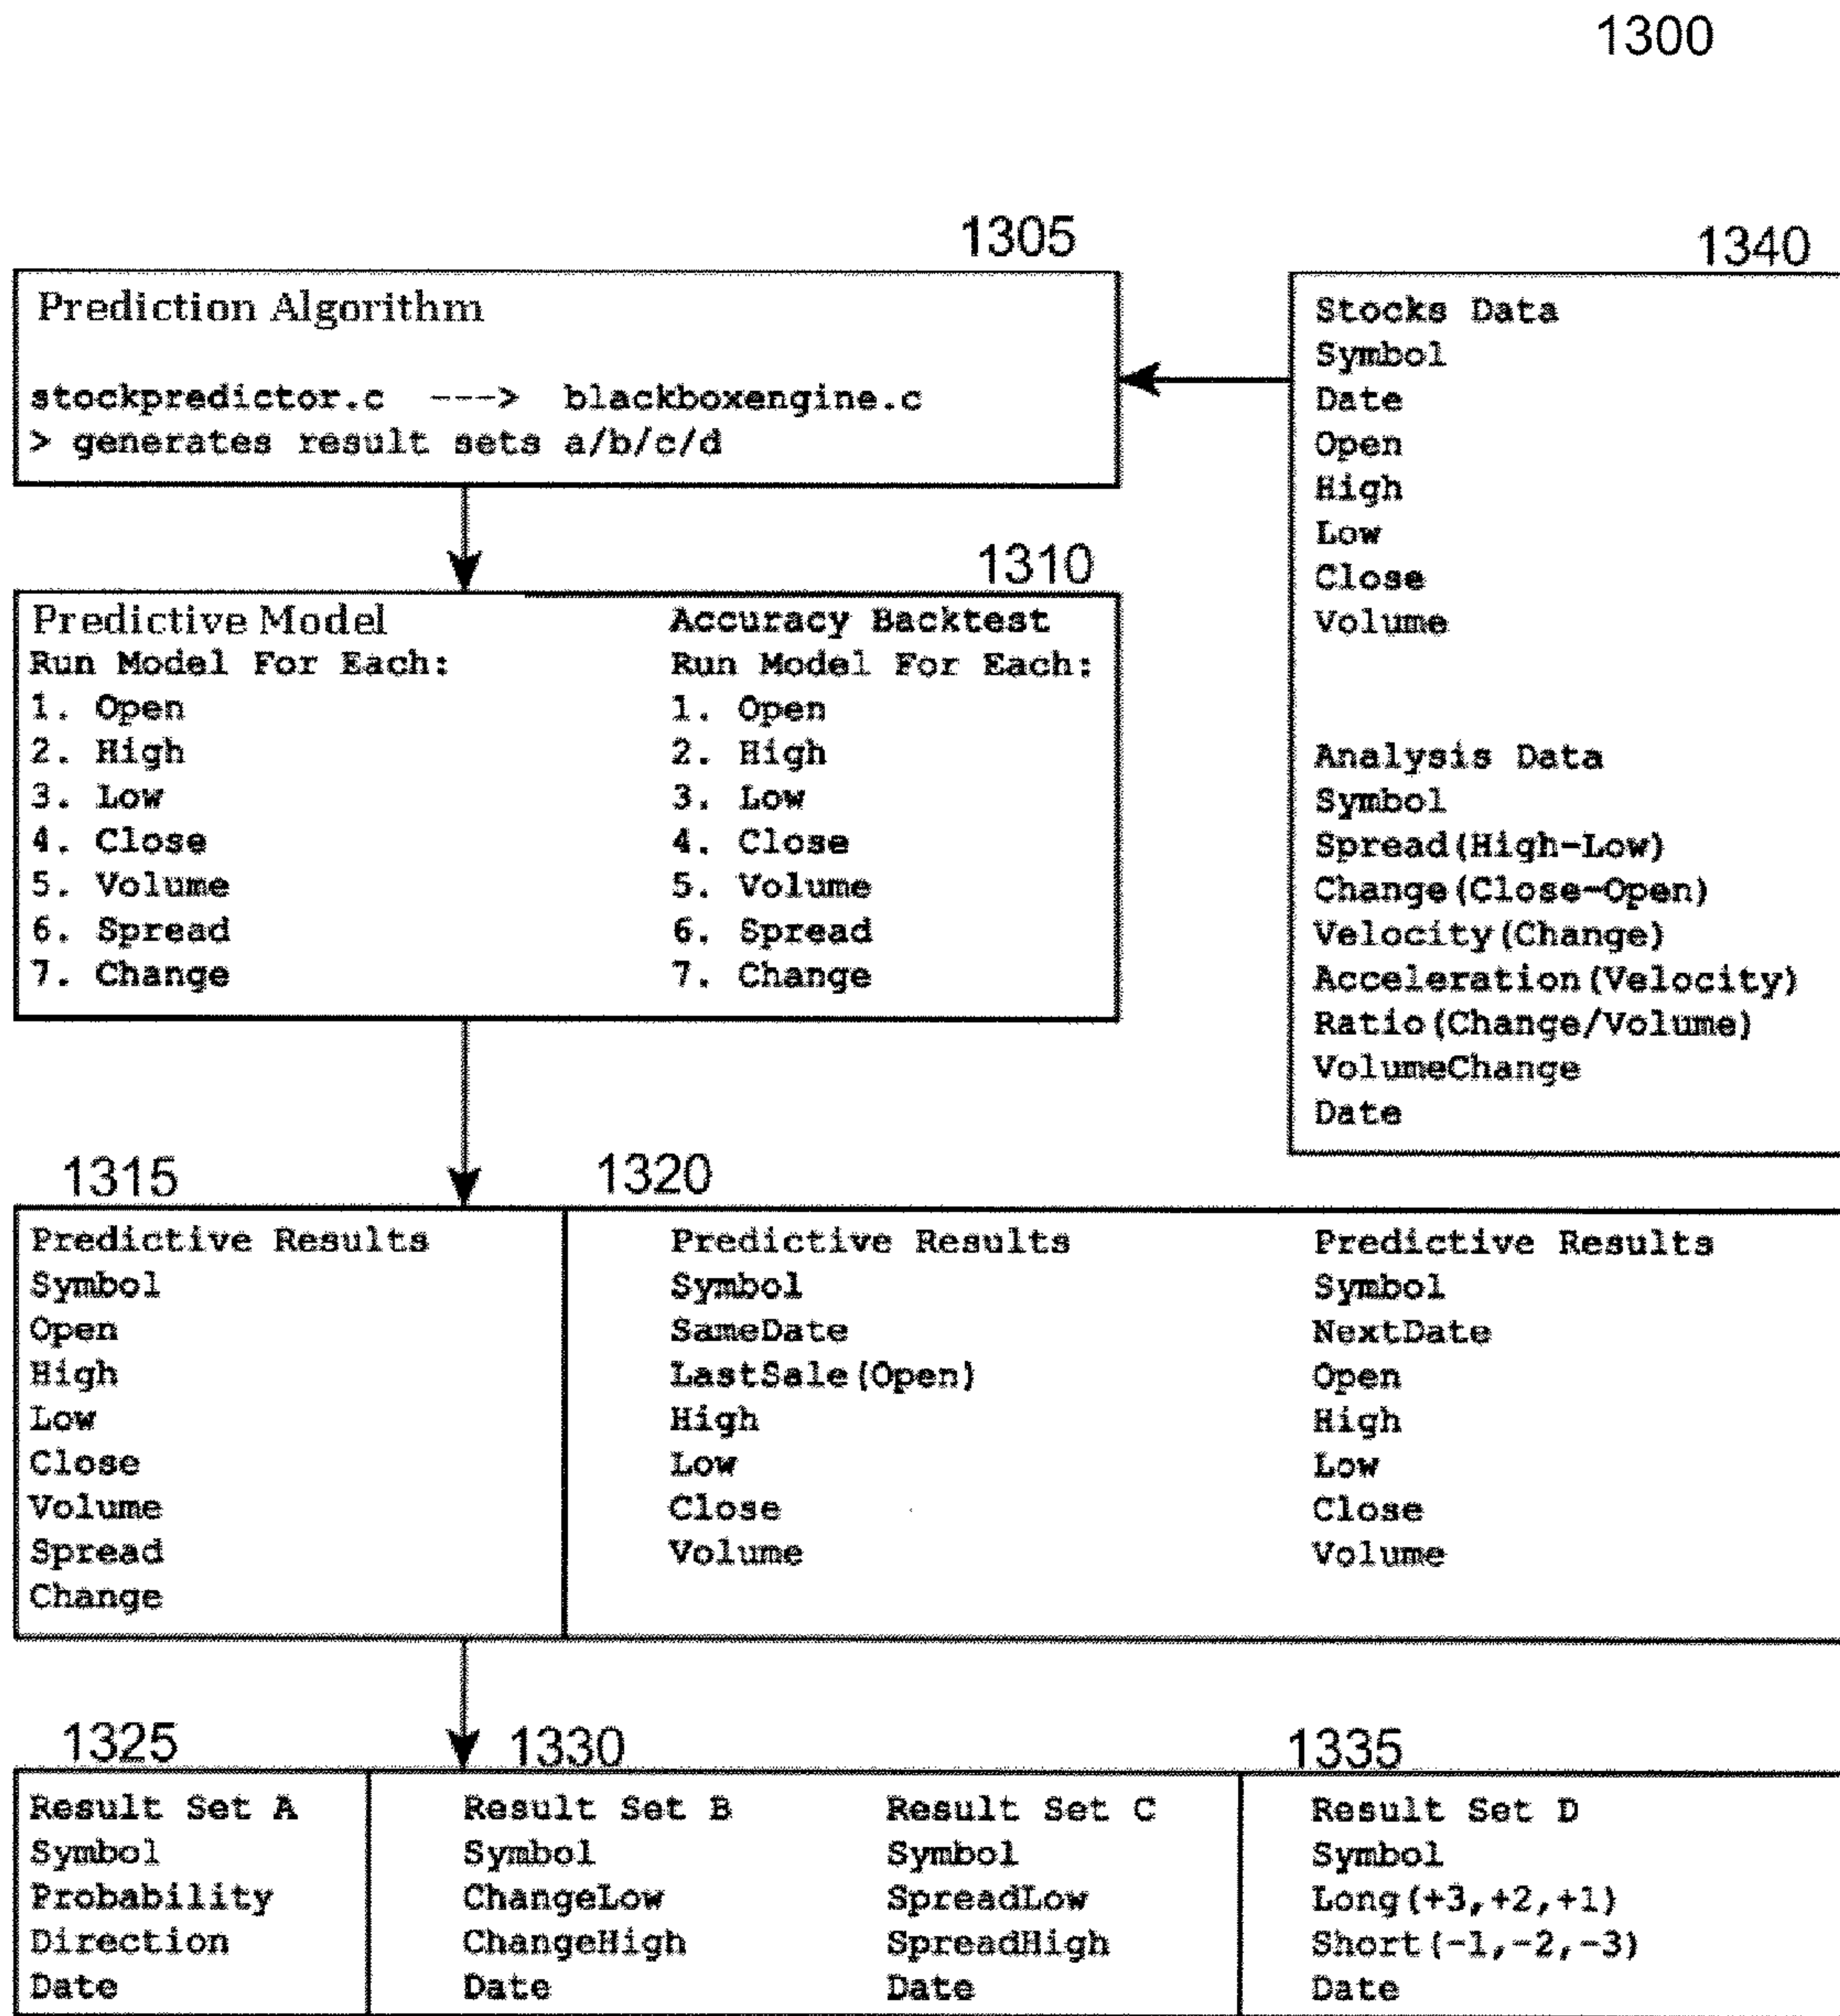 1300
1305
Prediction Algorithm
stockpredictor.c ---> blackboxengine.c
> generates result sets a/b/c/d
1340
Stocks Data
Symbol
Date
Open
High
Low
Close
Volume
Analysis Data
Symbol
Spread(High-Low)
Change(Close-Open)
Velocity(Change)
Acceleration(Velocity)
Ratio(Change/Volume)
VolumeChange
Date
1310
Predictive Model
Run Model For Each:
1. Open
2. High
3. Low
4. Close
5. Volume
6. Spread
7. Change
Accuracy Backtest
Run Model For Each:
1. Open
2. High
3. Low
4. Close
5. Volume
6. Spread
7. Change
1315
Predictive Results
Symbol
Open
High
Low
Close
Volume
Spread
Change
1320
Predictive Results
Symbol
SameDate
LastSale(Open)
High
Low
Close
Volume
Predictive Results
Symbol
NextDate
Open
High
Low
Close
Volume
1325
Result Set A
Symbol
Probability
Direction
Date
1330
Result Set B
Symbol
ChangeLow
ChangeHigh
Date
Result Set C
Symbol
SpreadLow
SpreadHigh
Date
1335
Result Set D
Symbol
Long(+3,+2,+1)
Short(-1,-2,-3)
Date